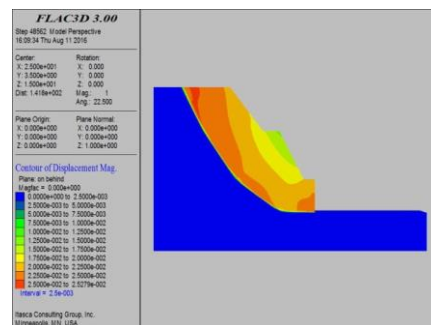 FLAC3D 3.00
Step 48562 Model Perspective
16:09:34 Thu Aug 11 2016
Center: Rotation:
X: 2.500e+001 X: 0.000
Y: 3.500e+000 Y: 0.000
Z: 1.500e+001 Z: 0.000
Dist: 1.418e+002 Mag.: 1
Ang.: 22.500
Plane Origin: Plane Normal:
X: 0.000e+000 X: 0.000e+000
Y: 0.000e+000 Y: 0.000e+000
Z: 0.000e+000 Z: 1.000e+000
Contour of Displacement Mag.
Plane: on behind
Magfac = 0.000e+000
0.0000e+000 to 2.5000e-003
2.5000e-003 to 5.0000e-003
5.0000e-003 to 7.5000e-003
7.5000e-003 to 1.0000e-002
1.0000e-002 to 1.2500e-002
1.2500e-002 to 1.5000e-002
1.5000e-002 to 1.7500e-002
1.7500e-002 to 2.0000e-002
2.0000e-002 to 2.2500e-002
2.2500e-002 to 2.5000e-002
2.5000e-002 to 2.5279e-002
Interval = 2.5e-003
Itasca Consulting Group, Inc.
Minneapolis, MN USA